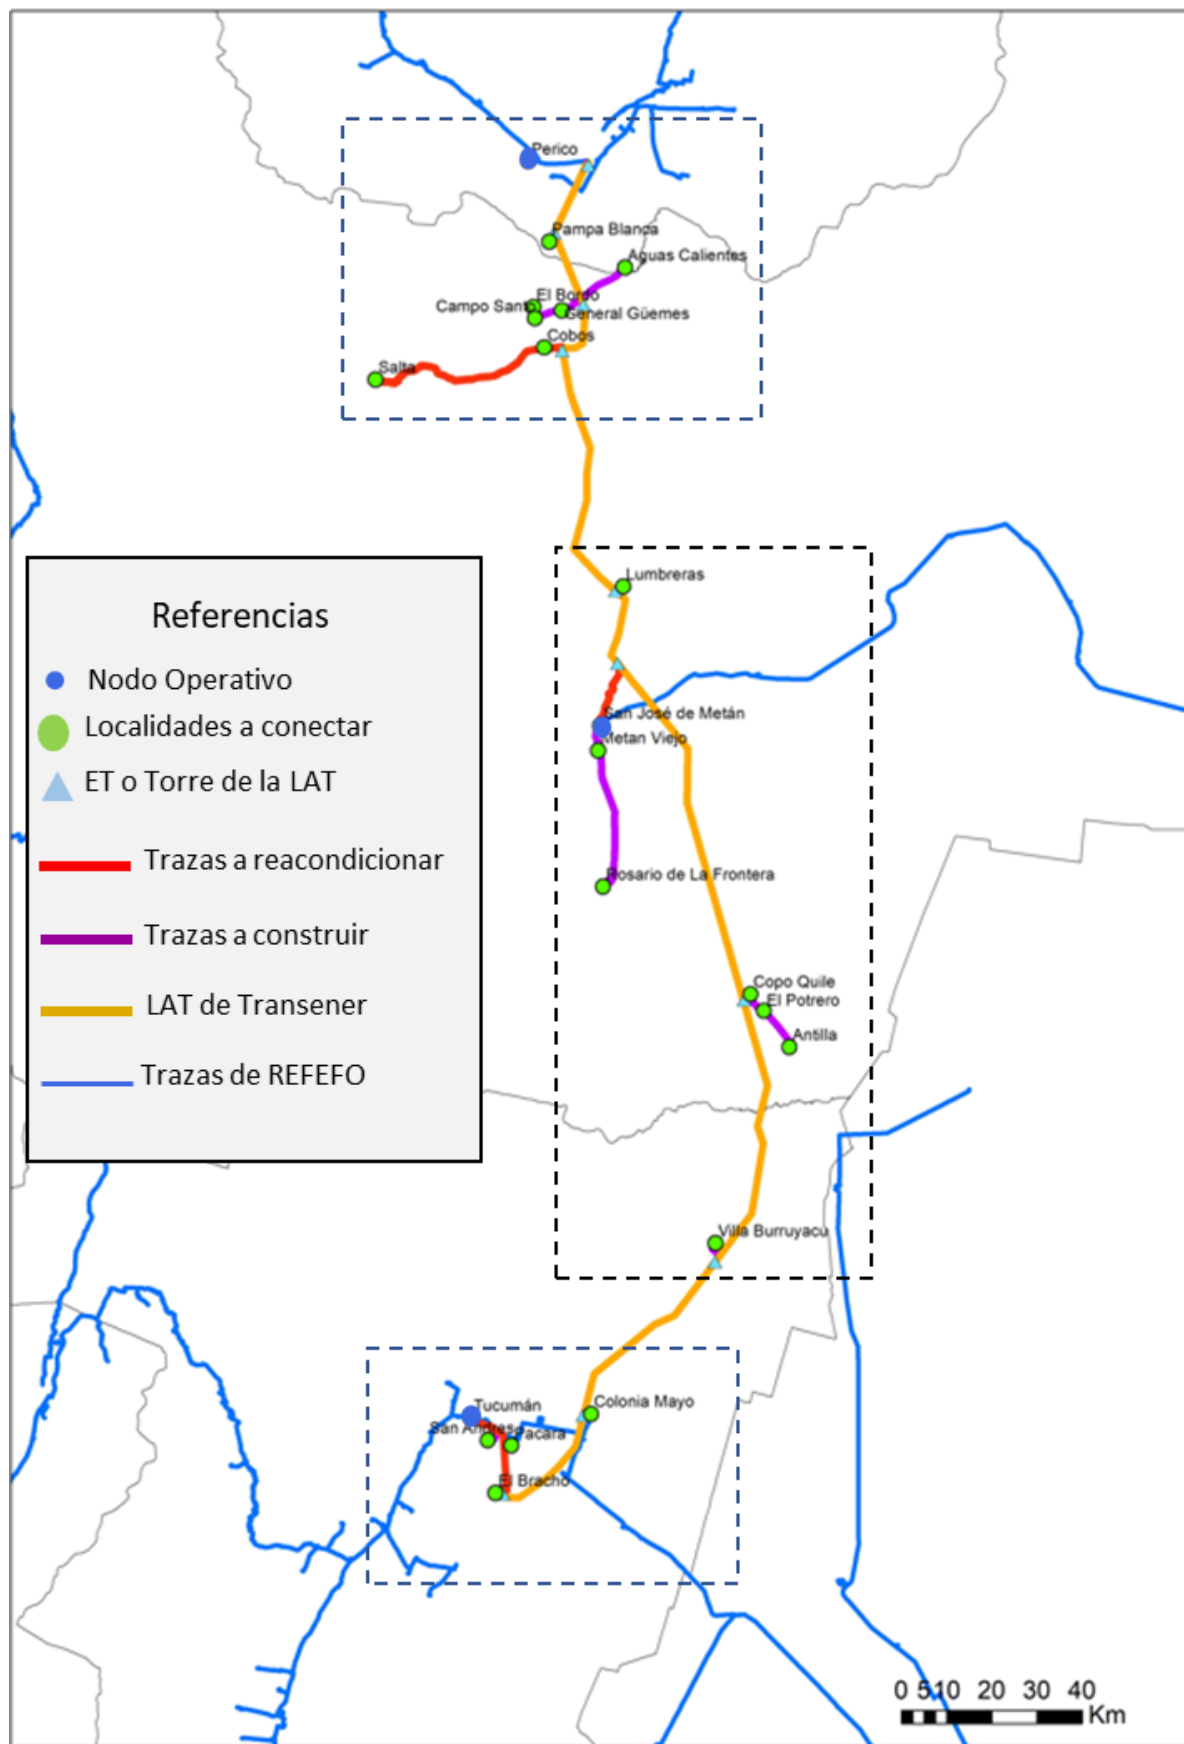 Perico
Pampa Blanca
Aguas Calientes
El Bordo
Campo Santo
General Güemes
Cobos
Salta
Lumbreras
San José de Metán
Metan Viejo
Rosario de La Frontera
Copo Quile
El Potrero
Antilla
Villa Burruyacu
Colonia Mayo
Tucumán
San Andres
Pacara
El Bracho
Referencias
Nodo Operativo
Localidades a conectar
ET o Torre de la LAT
Trazas a reacondicionar
Trazas a construir
LAT de Transener
Trazas de REFEFO
0 5 10 20 30 40
Km